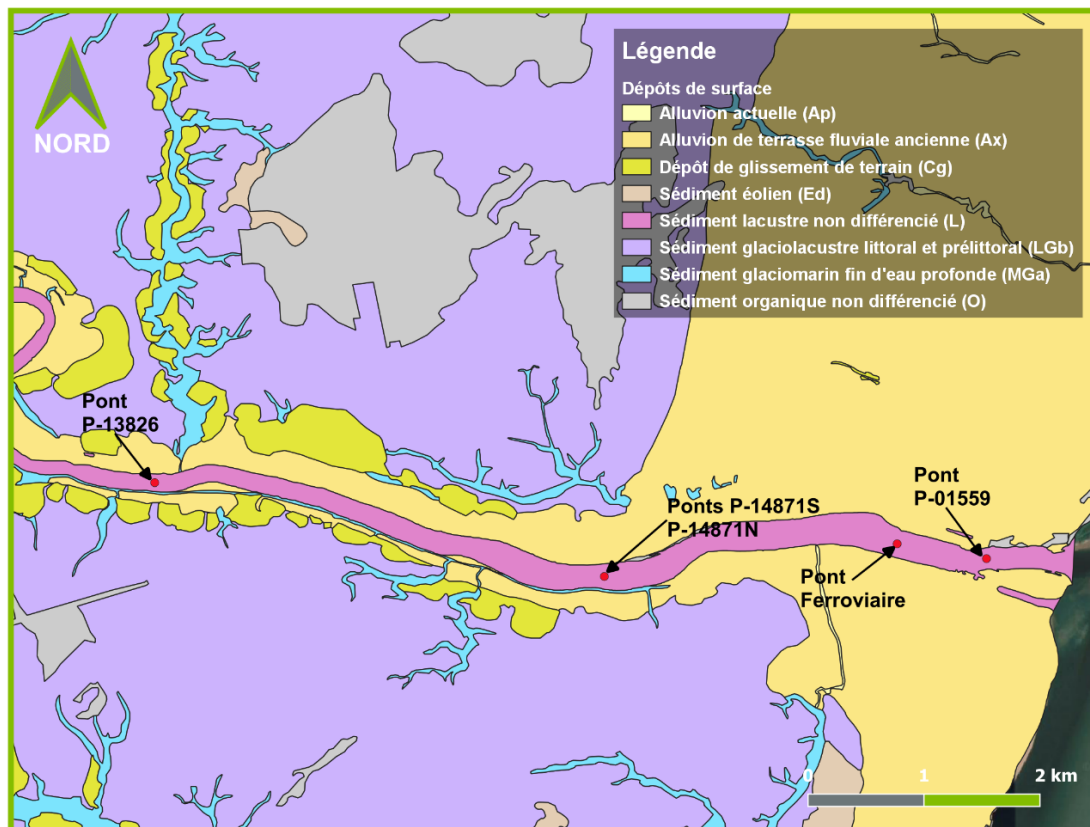 NORD
Légende
Dépôts de surface
Alluvion actuelle (Ap)
Alluvion de terrasse fluviale ancienne (Ax)
Dépôt de glissement de terrain (Cg)
Sédiment éolien (Ed)
Sédiment lacustre non différencié (L)
Sédiment glaciolacustre littoral et prélittoral (LGb)
Sédiment glaciomarin fin d'eau profonde (MGa)
Sédiment organique non différencié (O)
Pont
P-13826
Ponts P-14871S
P-14871N
Pont
P-01559
Pont
Ferroviaire
0 1 2 km